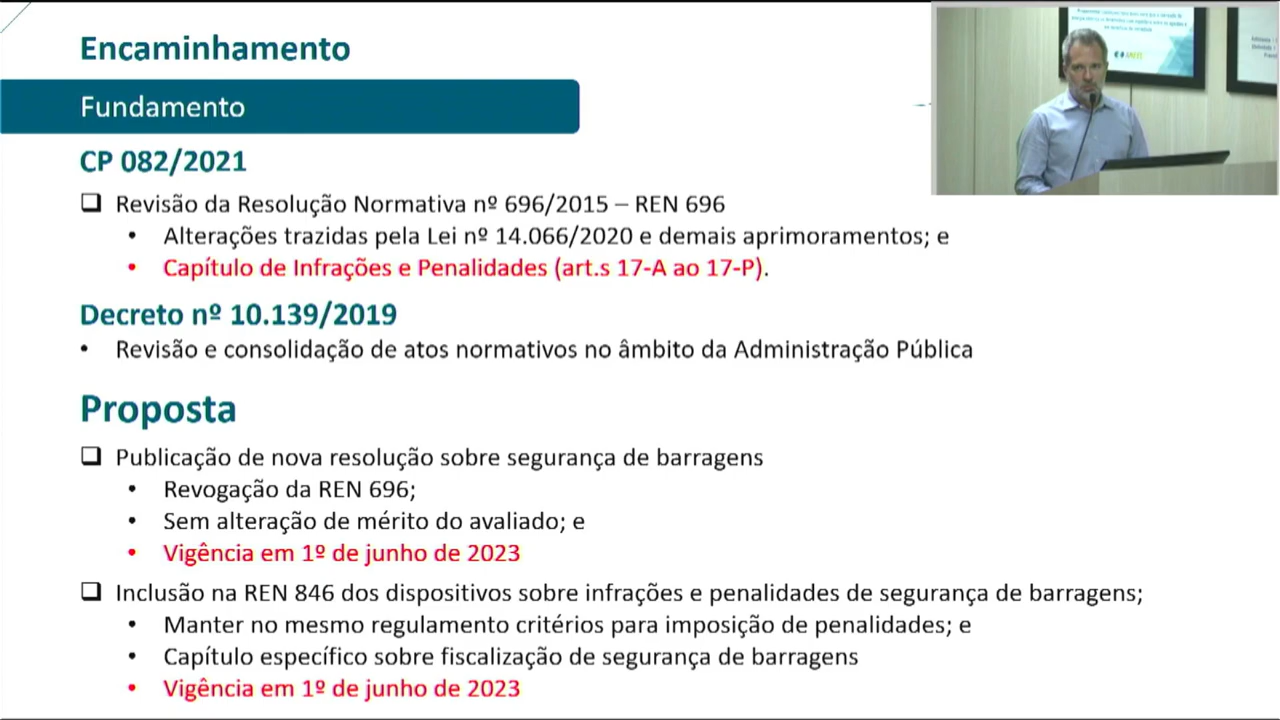 Encaminhamento
Fundamento
CP 082/2021
Revisão da Resolução Normativa nº 696/2015 – REN 696
• Alterações trazidas pela Lei nº 14.066/2020 e demais aprimoramentos; e
• Capítulo de Infrações e Penalidades (art.s 17-A ao 17-P).
Decreto nº 10.139/2019
• Revisão e consolidação de atos normativos no âmbito da Administração Pública
Proposta
Publicação de nova resolução sobre segurança de barragens
• Revogação da REN 696;
• Sem alteração de mérito do avaliado; e
• Vigência em 1º de junho de 2023
Inclusão na REN 846 dos dispositivos sobre infrações e penalidades de segurança de barragens;
• Manter no mesmo regulamento critérios para imposição de penalidades; e
• Capítulo específico sobre fiscalização de segurança de barragens
• Vigência em 1º de junho de 2023
ANEEL